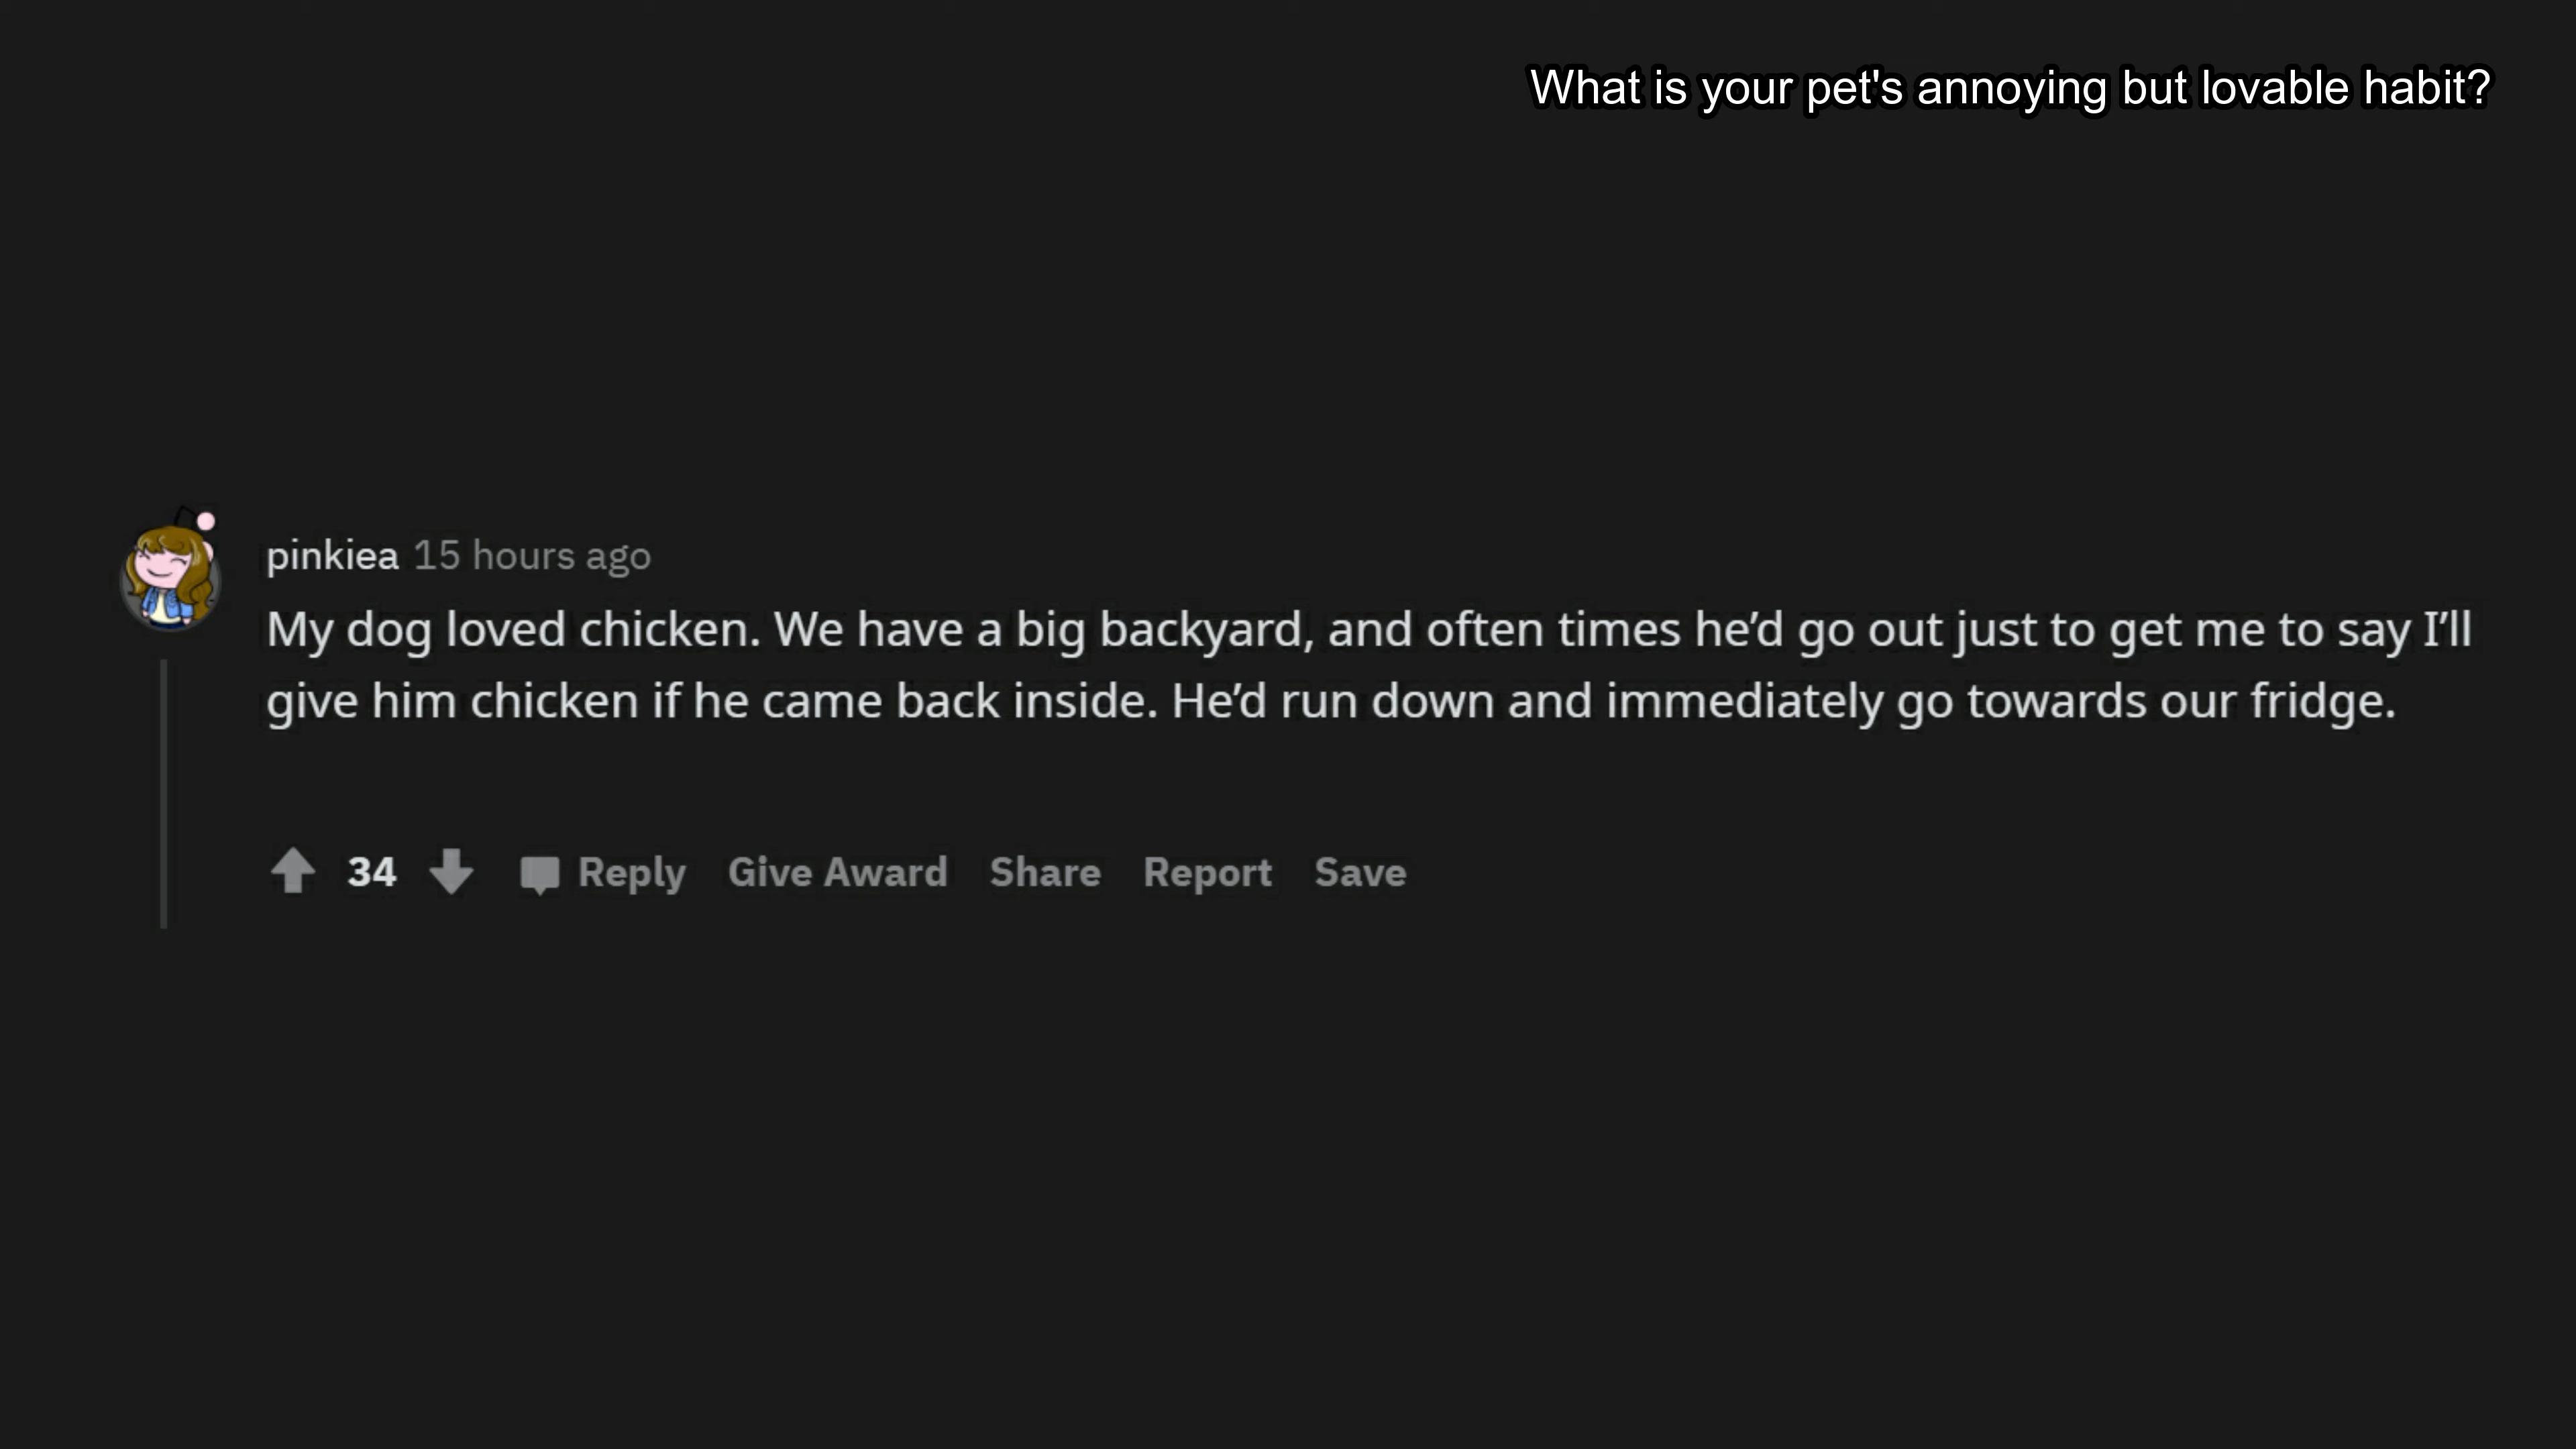 What is your pet's annoying but lovable habit?
pinkiea 15 hours ago
My dog loved chicken. We have a big backyard, and often times he’d go out just to get me to say I’ll
give him chicken if he came back inside. He’d run down and immediately go towards our fridge.
34 Reply Give Award Share Report Save